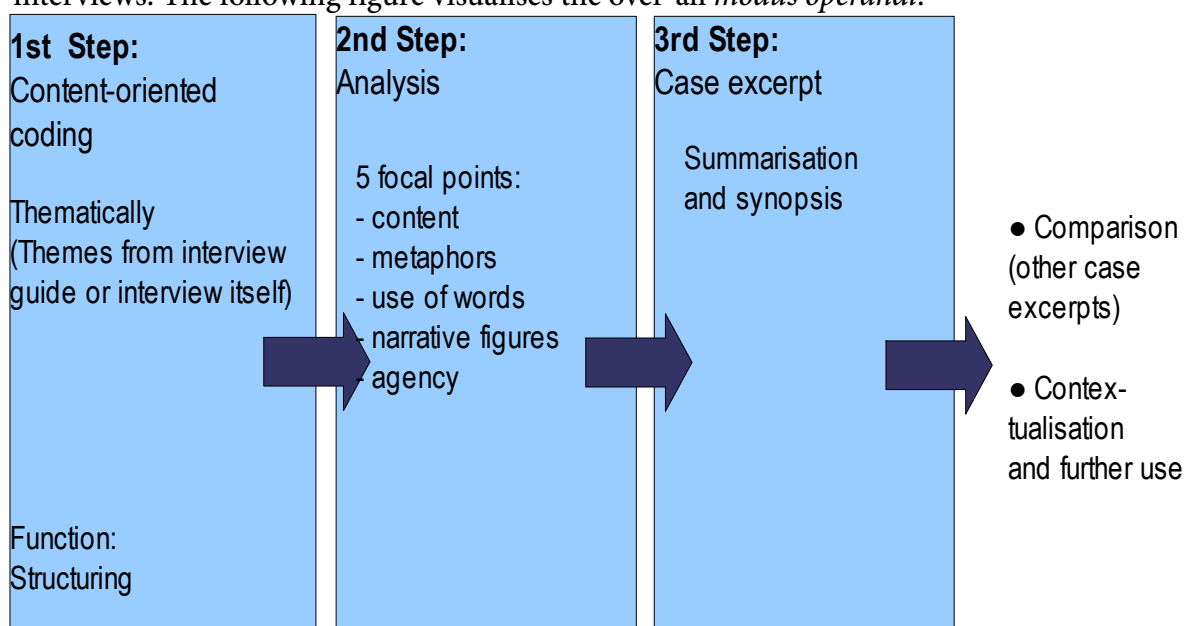 interviews. The following figure visualises the over-all modus operandi:
1st Step:
Content-oriented
coding
Thematically
(Themes from interview
guide or interview itself)
Function:
Structuring
2nd Step:
Analysis
5 focal points:
- content
- metaphors
- use of words
- narrative figures
- agency
3rd Step:
Case excerpt
Summarisation
and synopsis
● Comparison
(other case
excerpts)
● Contex-
tualisation
and further use